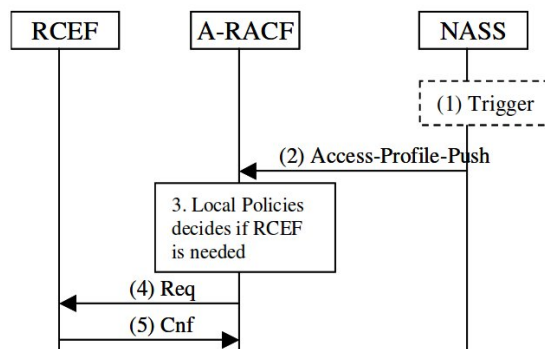 RCEF
A-RACF
NASS
(1) Trigger
(2) Access-Profile-Push
3. Local Policies
decides if RCEF
is needed
(4) Req
(5) Cnf